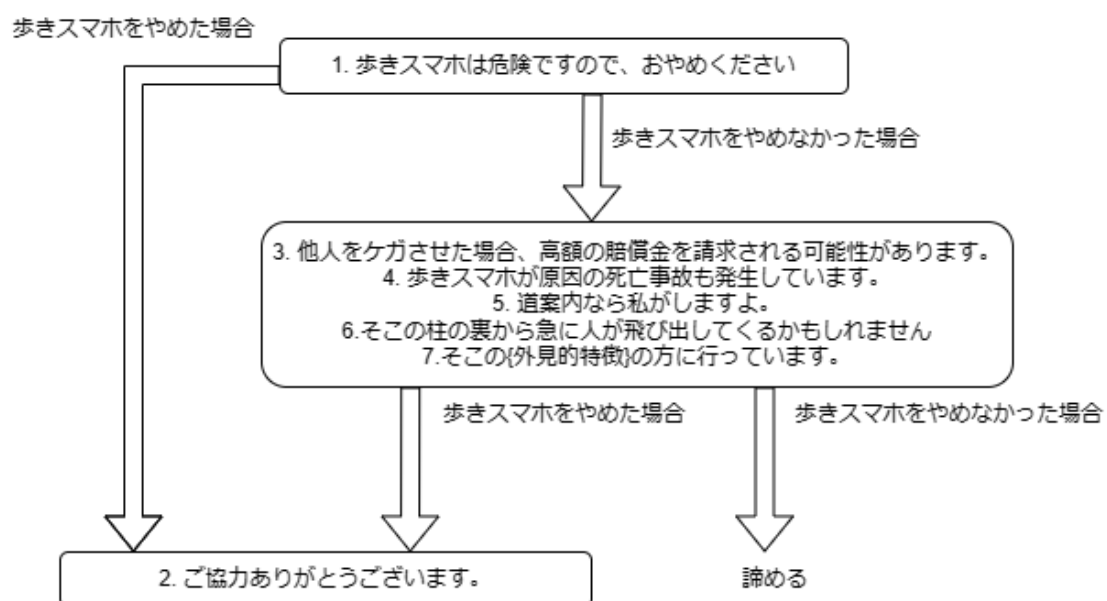 歩きスマホをやめた場合
1. 歩きスマホは危険ですので、おやめください
歩きスマホをやめなかった場合
3. 他人をケガさせた場合、高額の賠償金を請求される可能性があります。
4. 歩きスマホが原因の死亡事故も発生しています。
5. 道案内なら私がしますよ。
6.そこの柱の裏から急に人が飛び出してくるかもしれません
7.そこの{外見的特徴}の方に行っています。
歩きスマホをやめた場合
歩きスマホをやめなかった場合
2. ご協力ありがとうございます。
諦める